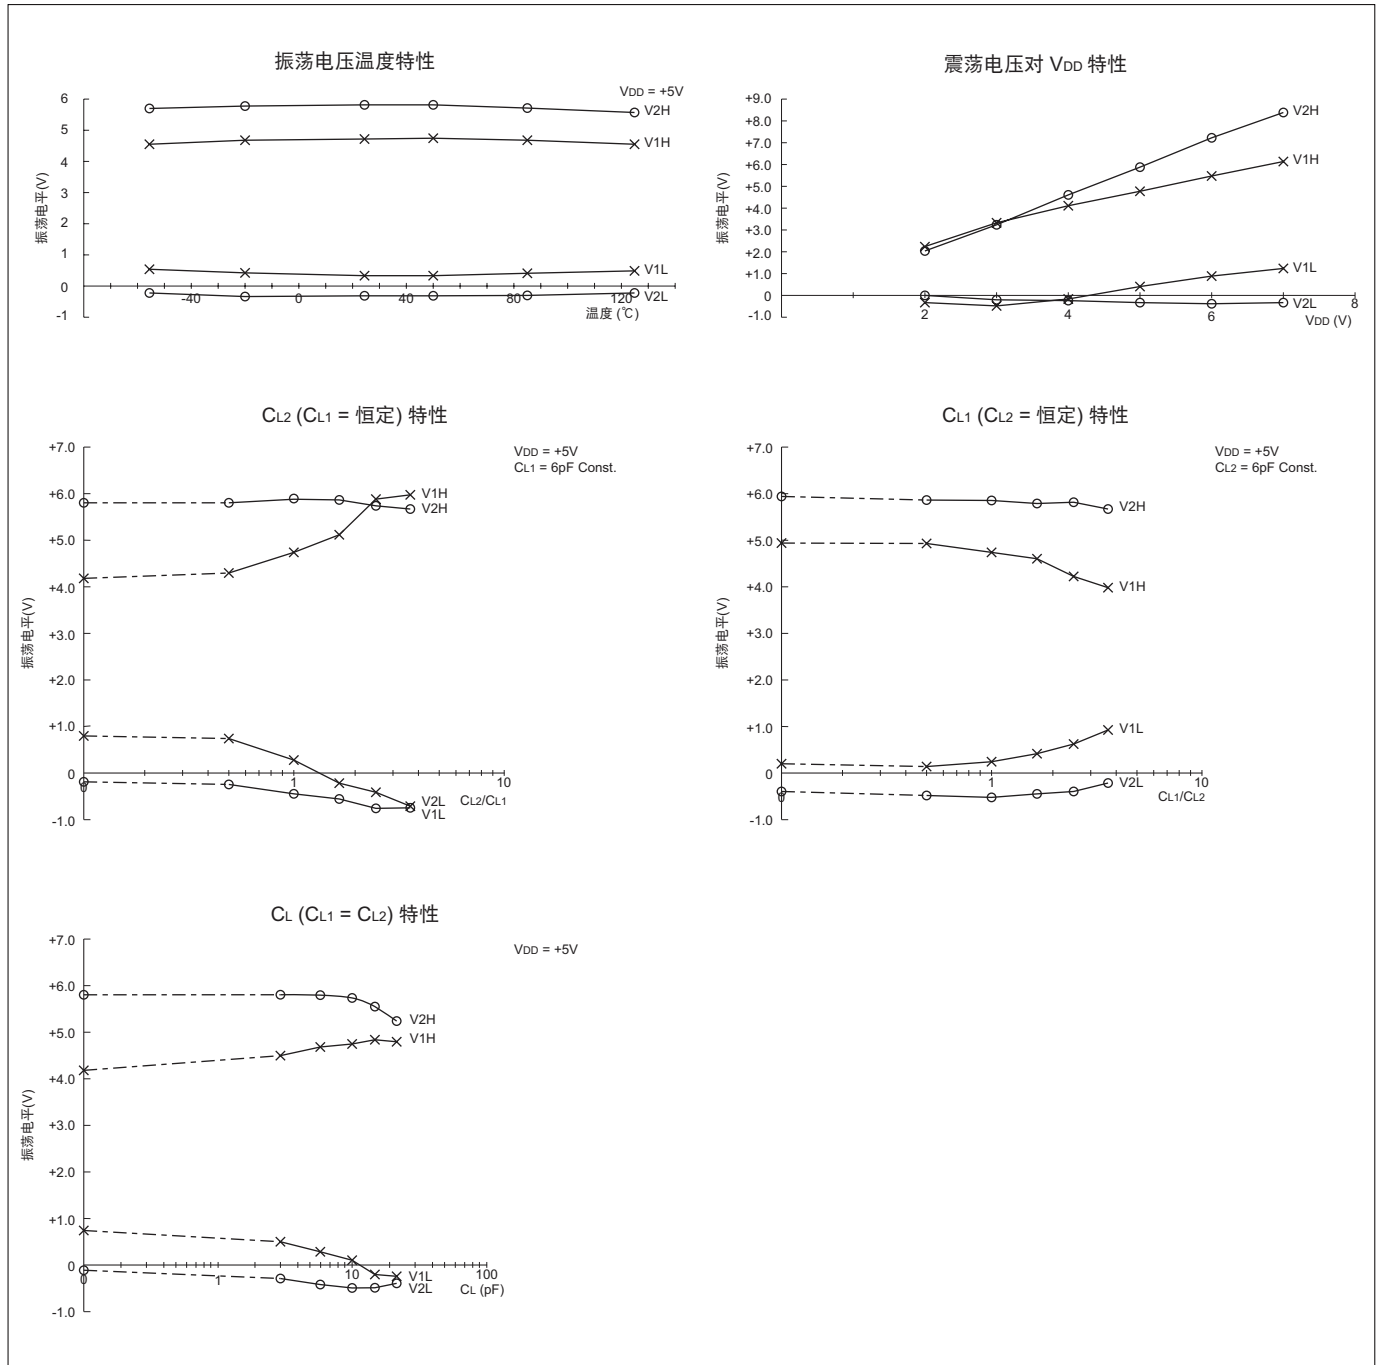 振荡电压温度特性
VDD = +5V
6
5
4
3
2
1
0
-1
振荡电平(V)
V2H
V1H
V1L
V2L
-40
0
40
80
120
温度 (℃)
震荡电压对 VDD 特性
+9.0
+8.0
+7.0
+6.0
+5.0
+4.0
+3.0
+2.0
+1.0
0
-1.0
振荡电平(V)
V2H
V1H
V1L
V2L
2
4
6
8
VDD (V)
CL2 (CL1 = 恒定) 特性
VDD = +5V
CL1 = 6pF Const.
+7.0
+6.0
+5.0
+4.0
+3.0
+2.0
+1.0
0
-1.0
振荡电平(V)
V1H
V2H
V2L
V1L
0
1
10
CL2/CL1
CL1 (CL2 = 恒定) 特性
VDD = +5V
CL2 = 6pF Const.
+7.0
+6.0
+5.0
+4.0
+3.0
+2.0
+1.0
0
-1.0
振荡电平(V)
V2H
V1H
V1L
V2L
0
1
10
CL1/CL2
CL (CL1 = CL2) 特性
VDD = +5V
+7.0
+6.0
+5.0
+4.0
+3.0
+2.0
+1.0
0
-1.0
振荡电平(V)
V2H
V1H
V1L
V2L
0
1
10
100
CL (pF)